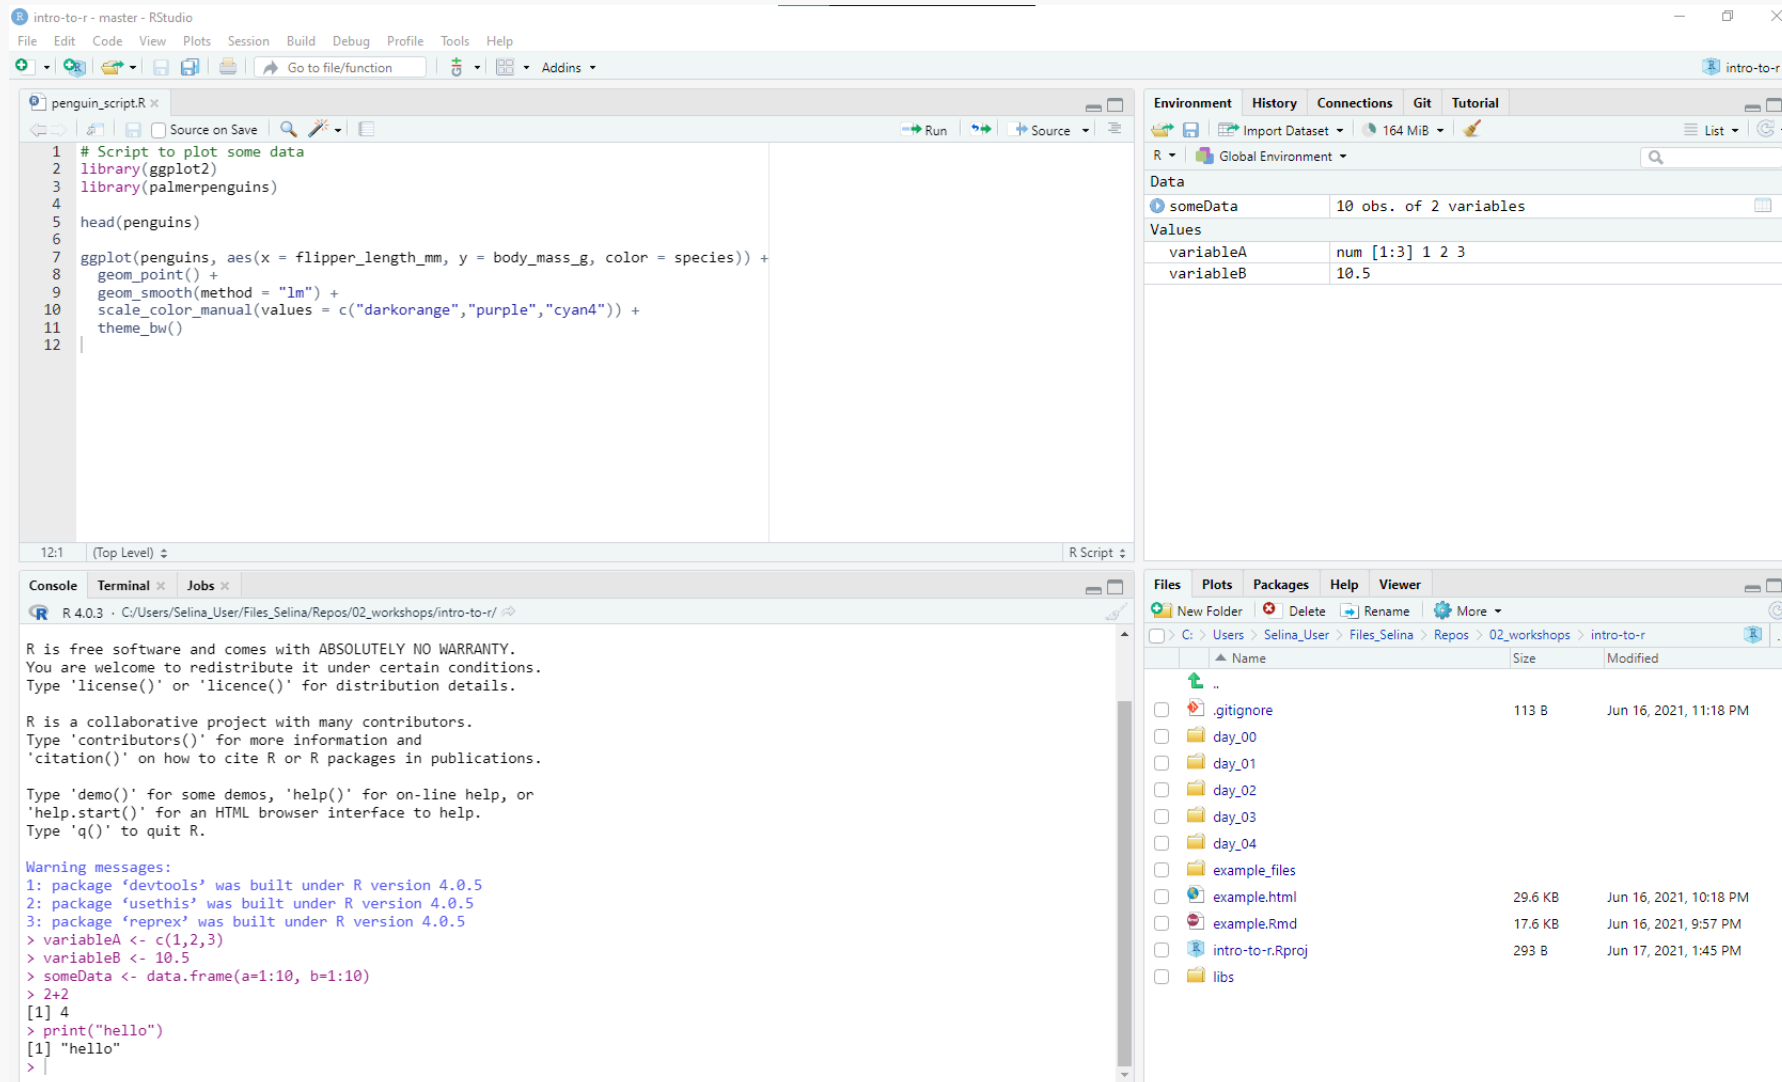 intro-to-r - master - RStudio
File Edit Code View Plots Session Build Debug Profile Tools Help
Go to file/function Addins intro-to-r
penguin_script.R
Source on Save Run Source
1 # Script to plot some data
2 library(ggplot2)
3 library(palmerpenguins)
4
5 head(penguins)
6
7 ggplot(penguins, aes(x = flipper_length_mm, y = body_mass_g, color = species)) +
8 geom_point() +
9 geom_smooth(method = "lm") +
10 scale_color_manual(values = c("darkorange","purple","cyan4")) +
11 theme_bw()
12
12:1 (Top Level) R Script
Console Terminal Jobs
R 4.0.3 · C:/Users/Selina_User/Files_Selina/Repos/02_workshops/intro-to-r/
R is free software and comes with ABSOLUTELY NO WARRANTY.
You are welcome to redistribute it under certain conditions.
Type 'license()' or 'licence()' for distribution details.
R is a collaborative project with many contributors.
Type 'contributors()' for more information and
'citation()' on how to cite R or R packages in publications.
Type 'demo()' for some demos, 'help()' for on-line help, or
'help.start()' for an HTML browser interface to help.
Type 'q()' to quit R.
Warning messages:
1: package ‘devtools’ was built under R version 4.0.5
2: package ‘usethis’ was built under R version 4.0.5
3: package ‘reprex’ was built under R version 4.0.5
> variableA <- c(1,2,3)
> variableB <- 10.5
> someData <- data.frame(a=1:10, b=1:10)
> 2+2
[1] 4
> print("hello")
[1] "hello"
>
Environment History Connections Git Tutorial
Import Dataset 164 MiB List
R Global Environment
Data
someData 10 obs. of 2 variables
Values
variableA num [1:3] 1 2 3
variableB 10.5
Files Plots Packages Help Viewer
New Folder Delete Rename More
C: > Users > Selina_User > Files_Selina > Repos > 02_workshops > intro-to-r
Name Size Modified
..
.gitignore 113 B Jun 16, 2021, 11:18 PM
day_00
day_01
day_02
day_03
day_04
example_files
example.html 29.6 KB Jun 16, 2021, 10:18 PM
example.Rmd 17.6 KB Jun 16, 2021, 9:57 PM
intro-to-r.Rproj 293 B Jun 17, 2021, 1:45 PM
libs